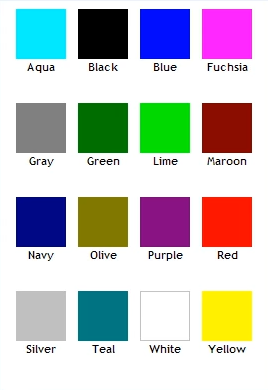 Aqua Black Blue Fuchsia
Gray Green Lime Maroon
Navy Olive Purple Red
Silver Teal White Yellow